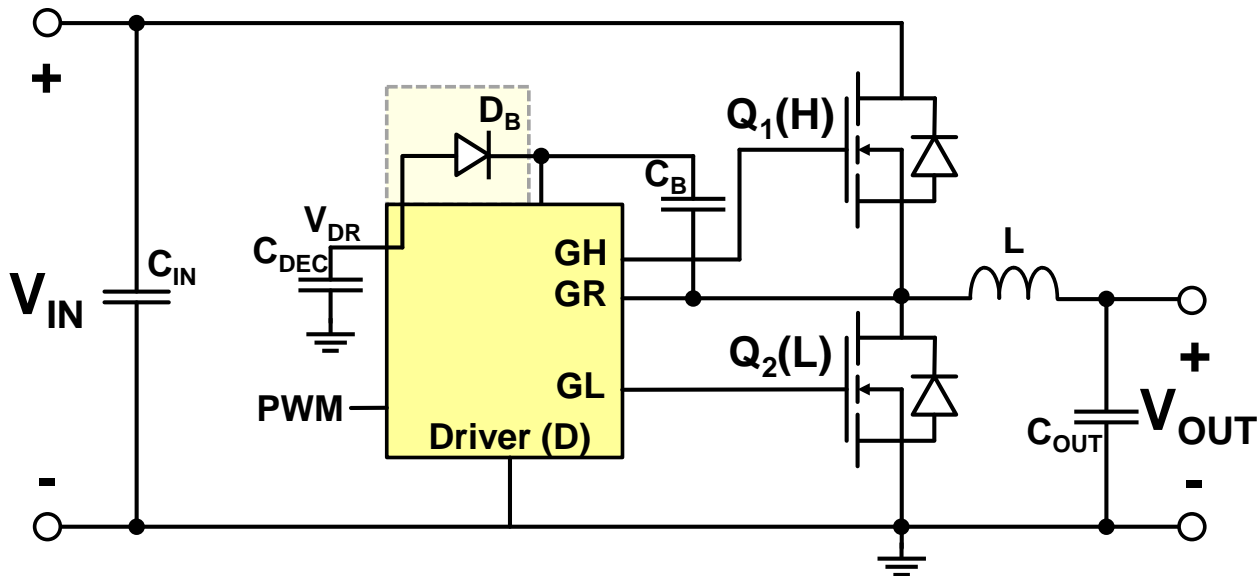 +
V_IN
-
C_IN
C_DEC
V_DR
D_B
C_B
GH
GR
GL
PWM
Driver (D)
Q_1(H)
Q_2(L)
L
C_OUT
+
V_OUT
-